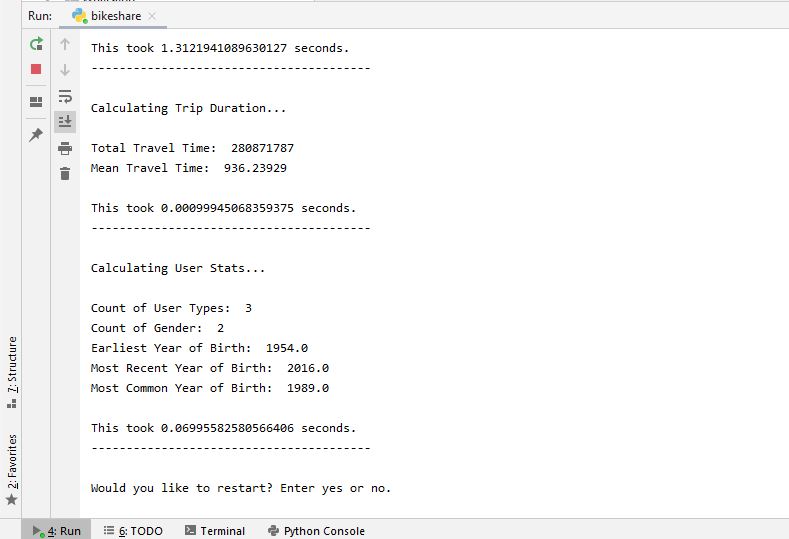 Run: bikeshare
This took 1.3121941089630127 seconds.
----------------------------------------
Calculating Trip Duration...
Total Travel Time:  280871787
Mean Travel Time:  936.23929
This took 0.00099945068359375 seconds.
----------------------------------------
Calculating User Stats...
Count of User Types:  3
Count of Gender:  2
Earliest Year of Birth:  1954.0
Most Recent Year of Birth:  2016.0
Most Common Year of Birth:  1989.0
This took 0.06995582580566406 seconds.
----------------------------------------
Would you like to restart? Enter yes or no.
7: Structure
2: Favorites
4: Run
6: TODO
Terminal
Python Console